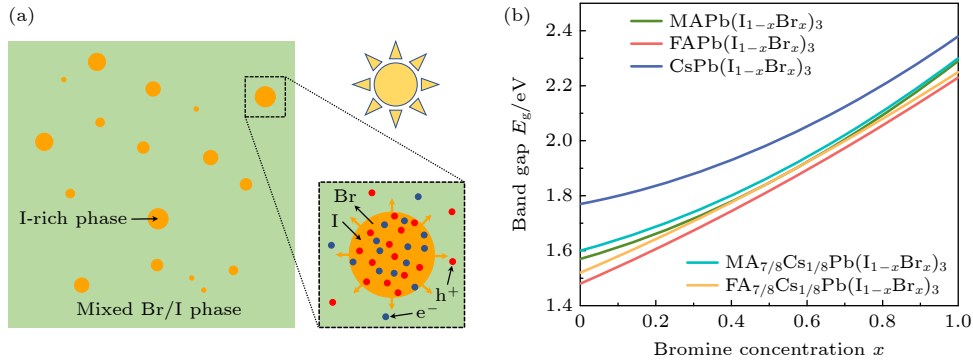 (a)
I-rich phase
Mixed Br/I phase
Br
I
h⁺
e⁻
(b)
MAPb(I₁₋ₓBrₓ)₃
FAPb(I₁₋ₓBrₓ)₃
CsPb(I₁₋ₓBrₓ)₃
MA₇/₈Cs₁/₈Pb(I₁₋ₓBrₓ)₃
FA₇/₈Cs₁/₈Pb(I₁₋ₓBrₓ)₃
Band gap E_g/eV
2.4
2.2
2.0
1.8
1.6
1.4
0 0.2 0.4 0.6 0.8 1.0
Bromine concentration x